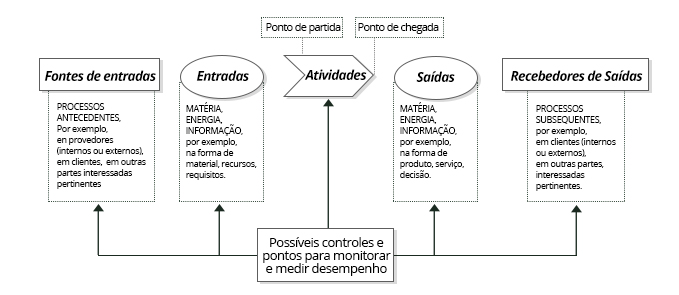 Ponto de partida
Ponto de chegada
Fontes de entradas
Entradas
Atividades
Saídas
Recebedores de Saídas
PROCESSOS
ANTECEDENTES,
Por exemplo,
en provedores
(internos ou externos),
em clientes, em outras
partes interessadas
pertinentes
MATÉRIA,
ENERGIA,
INFORMAÇÃO,
por exemplo,
na forma de
material, recursos,
requisitos.
MATÉRIA,
ENERGIA,
INFORMAÇÃO,
por exemplo,
na forma de
produto, serviço,
decisão.
PROCESSOS
SUBSEQUENTES,
por exemplo,
em clientes (internos
ou externos),
em outras partes,
interessadas
pertinentes.
Possíveis controles e
pontos para monitorar
e medir desempenho